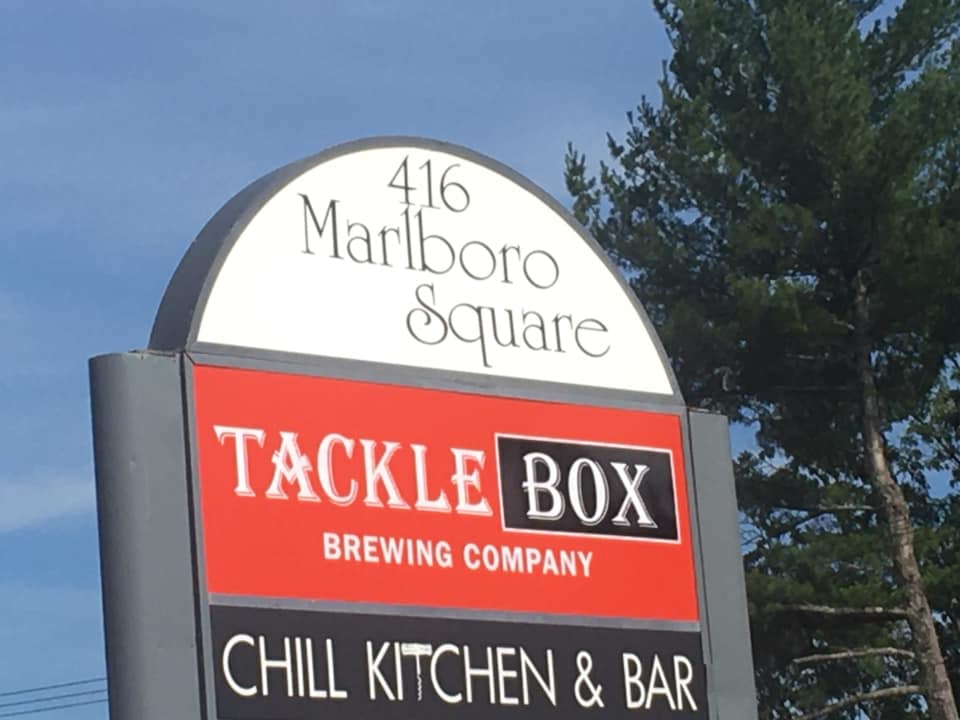 416
Marlboro
Square
TACKLE BOX
BREWING COMPANY
CHILL KITCHEN & BAR